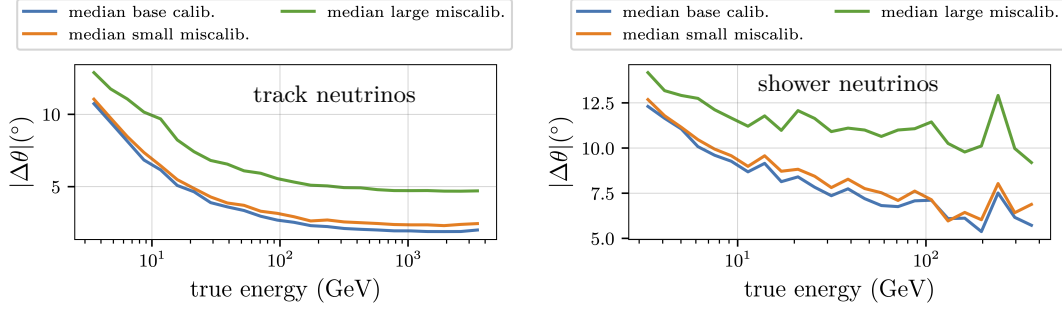 median base calib. median large miscalib.
median small miscalib.
track neutrinos
10
5
|Δθ|(°)
10¹ 10² 10³
true energy (GeV)
median base calib. median large miscalib.
median small miscalib.
shower neutrinos
12.5
10.0
7.5
5.0
|Δθ|(°)
10¹ 10²
true energy (GeV)